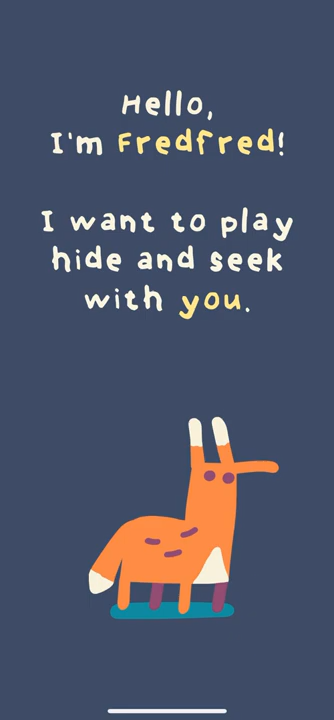 Hello,
I'm Fredfred!
I want to play
hide and seek
with you.